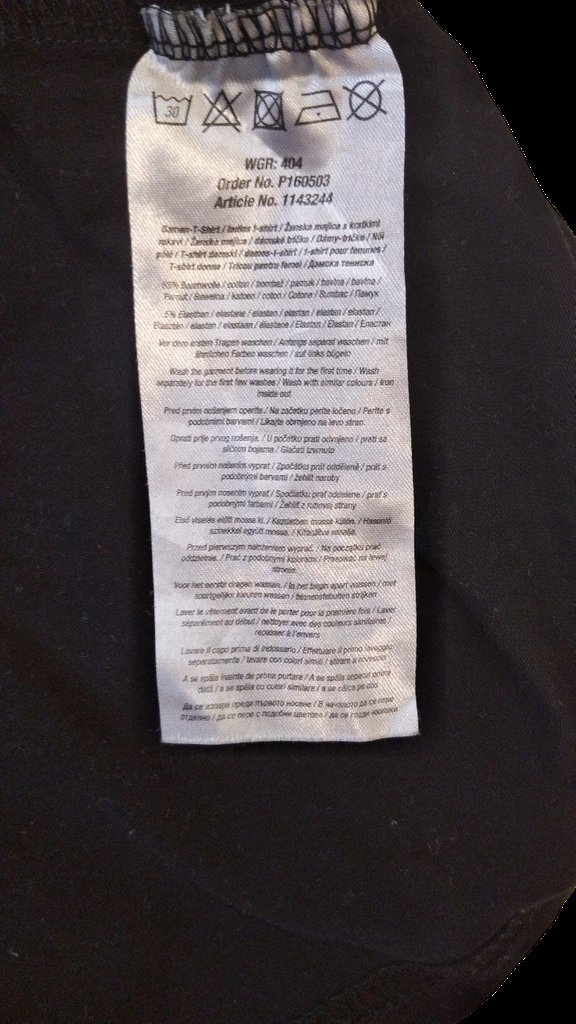 30
WGR: 404
Order No. P160503
Article No. 1143244
Damen-T-Shirt / ladies t-shirt / Ženska majica s kratkimi
rokavi / Ženska majica / dámské tričko / Dámy-tričko / Női
póló / T-shirt damski / dames-t-shirt / t-shirt pour femmes /
T-shirt donna / Tricou pentru femei / Дамска тениска
Baumwolle / cotton / bombaž / pamuk / bavlna / bavlna /
Pamut / Bawełna / katoen / coton / Cotone / Bumbac / Памук
5% Elasthan / elastane / elastan / elastan / elastan / elastan /
Elasztán / elastan / elastaan / élastane / Elastan / Elastan / Еластан
Vor dem ersten Tragen waschen / Anfangs separat waschen / mit
ähnlichen Farben waschen / auf links bügeln
Wash the garment before wearing it for the first time / Wash
separately for the first few washes / Wash with similar colours / Iron
inside out
Pred prvim nošenjem operite / Na začetku perite ločeno / Perite s
podobnimi barvami / Likajte obrnjeno na levo stran.
Oprati prije prvog nošenja. / U početku prati odvojeno / prati sa
sličnim bojama / Glačati izvrnuto
Před prvním nošením vyprat / Zpočátku prát odděleně / prát s
podobnými barvami / žehlit naruby
Pred prvým nosením vyprať / Spočiatku prať oddelene / prať s
podobnými farbami / Žehliť z rubovej strany
Első viselés előtt mossa ki. / Kezdetben mossa külön. / Hasonló
színekkel együtt mossa. / Kifordítva vasalja.
Przed pierwszym nałożeniem wyprać. / Na początku prać
oddzielnie. / Prać z podobnymi kolorami / Prasować na lewej
stronie.
Voor het eerste dragen wassen. / In het begin apart wassen / met
soortgelijke kleuren wassen / binnenstebuiten strijken
Laver le vêtement avant de le porter pour la première fois / Laver
séparément au début / nettoyer avec des couleurs similaires /
repasser à l'envers
Lavare il capo prima di indossarlo / Effettuare il primo lavaggio
separatamente / lavare con colori simili / stirare a rovescio
A se spăla înainte de prima purtare / A se spăla separat prima
dată / a se spăla cu culori similare / a se călca pe dos
Да се изпере преди първото носене / В началото да се пере
отделно / да се пере с подобни цветове / да се глади наопаки